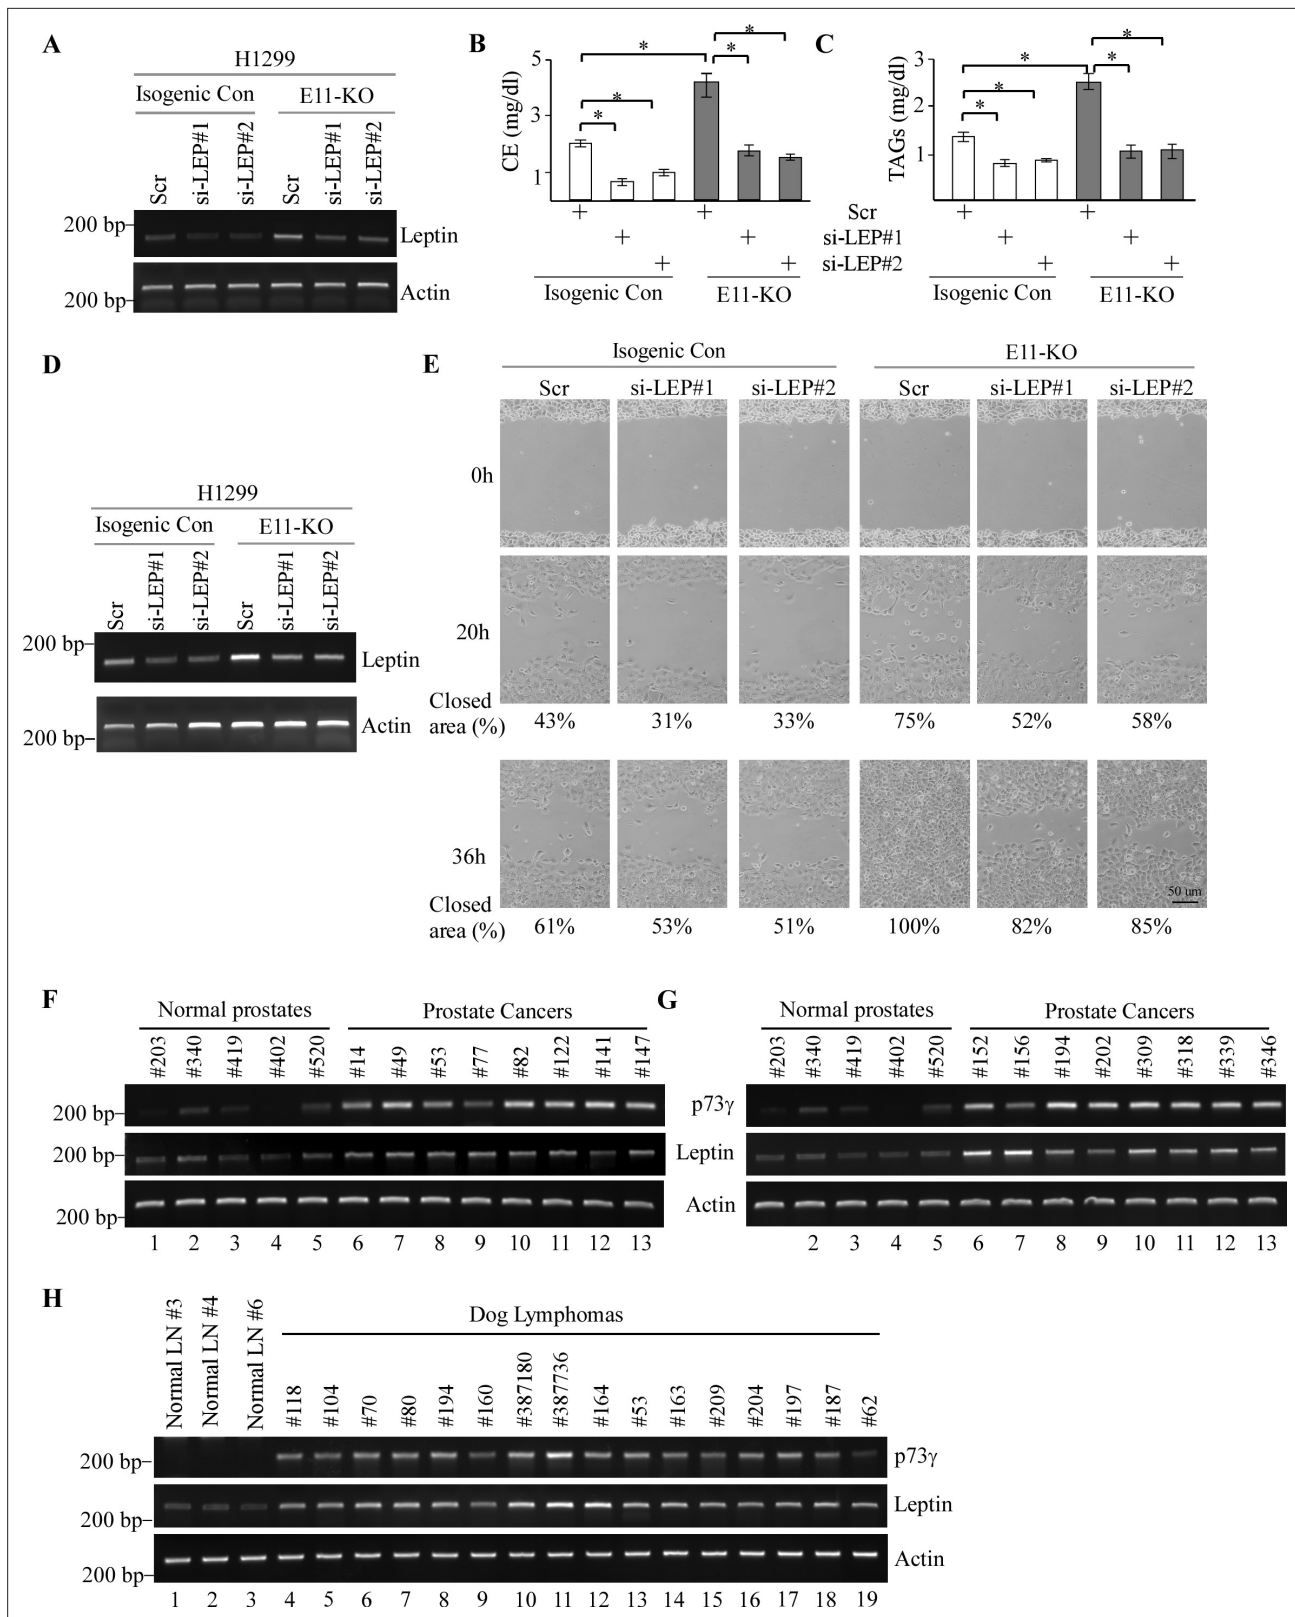 A
H1299
Isogenic Con E11-KO
Scr si-LEP#1 si-LEP#2 Scr si-LEP#1 si-LEP#2
200 bp
Leptin
200 bp
Actin
B
CE (mg/dl)
5
3
1
* * * * *
C
TAGs (mg/dl)
3
2
1
* * * * *
Scr + + + +
si-LEP#1 + + + +
si-LEP#2 + + + +
Isogenic Con E11-KO Isogenic Con E11-KO
D
H1299
Isogenic Con E11-KO
Scr si-LEP#1 si-LEP#2 Scr si-LEP#1 si-LEP#2
200 bp
Leptin
200 bp
Actin
E
Isogenic Con E11-KO
Scr si-LEP#1 si-LEP#2 Scr si-LEP#1 si-LEP#2
0h
20h
Closed
area (%) 43% 31% 33% 75% 52% 58%
36h
50 um
Closed
area (%) 61% 53% 51% 100% 82% 85%
F
Normal prostates Prostate Cancers
#203 #340 #419 #402 #520 #14 #49 #53 #77 #82 #122 #141 #147
200 bp
200 bp
200 bp
1 2 3 4 5 6 7 8 9 10 11 12 13
G
Normal prostates Prostate Cancers
#203 #340 #419 #402 #520 #152 #156 #194 #202 #309 #318 #339 #346
p73γ
Leptin
Actin
2 3 4 5 6 7 8 9 10 11 12 13
H
Dog Lymphomas
Normal LN #3 Normal LN #4 Normal LN #6 #118 #104 #70 #80 #194 #160 #387180 #387736 #164 #53 #163 #209 #204 #197 #187 #62
200 bp p73γ
200 bp Leptin
200 bp Actin
1 2 3 4 5 6 7 8 9 10 11 12 13 14 15 16 17 18 19